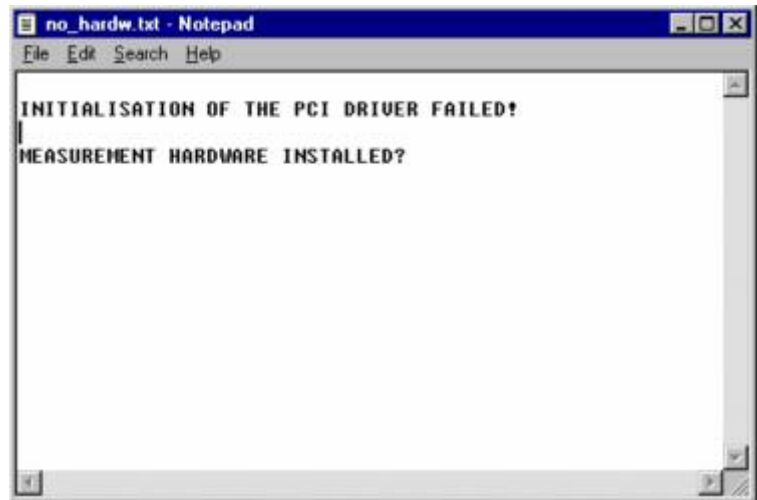 no_hardw.txt - Notepad
File Edit Search Help
INITIALISATION OF THE PCI DRIVER FAILED!
MEASUREMENT HARDWARE INSTALLED?